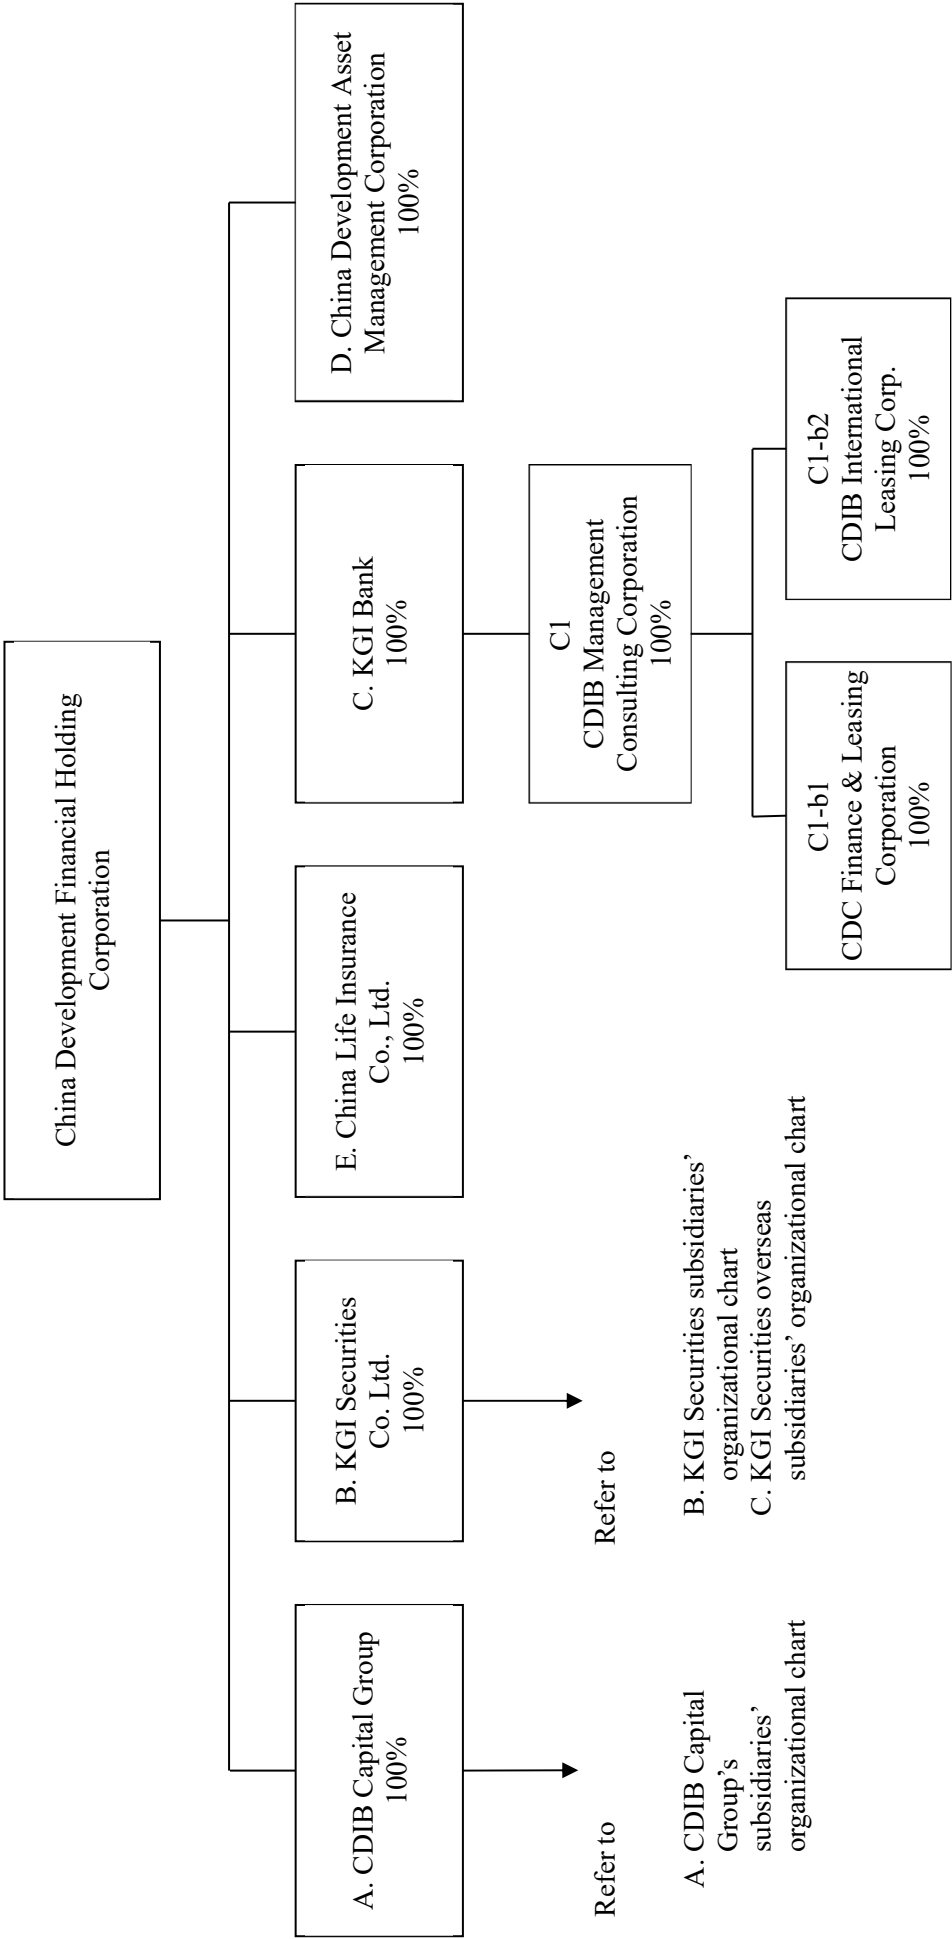 China Development Financial Holding
Corporation
A. CDIB Capital Group
100%
B. KGI Securities
Co. Ltd.
100%
E. China Life Insurance
Co., Ltd.
100%
C. KGI Bank
100%
D. China Development Asset
Management Corporation
100%
Refer to
A. CDIB Capital
Group’s
subsidiaries’
organizational chart
Refer to
B. KGI Securities subsidiaries’
organizational chart
C. KGI Securities overseas
subsidiaries’ organizational chart
C1
CDIB Management
Consulting Corporation
100%
C1-b1
CDC Finance & Leasing
Corporation
100%
C1-b2
CDIB International
Leasing Corp.
100%